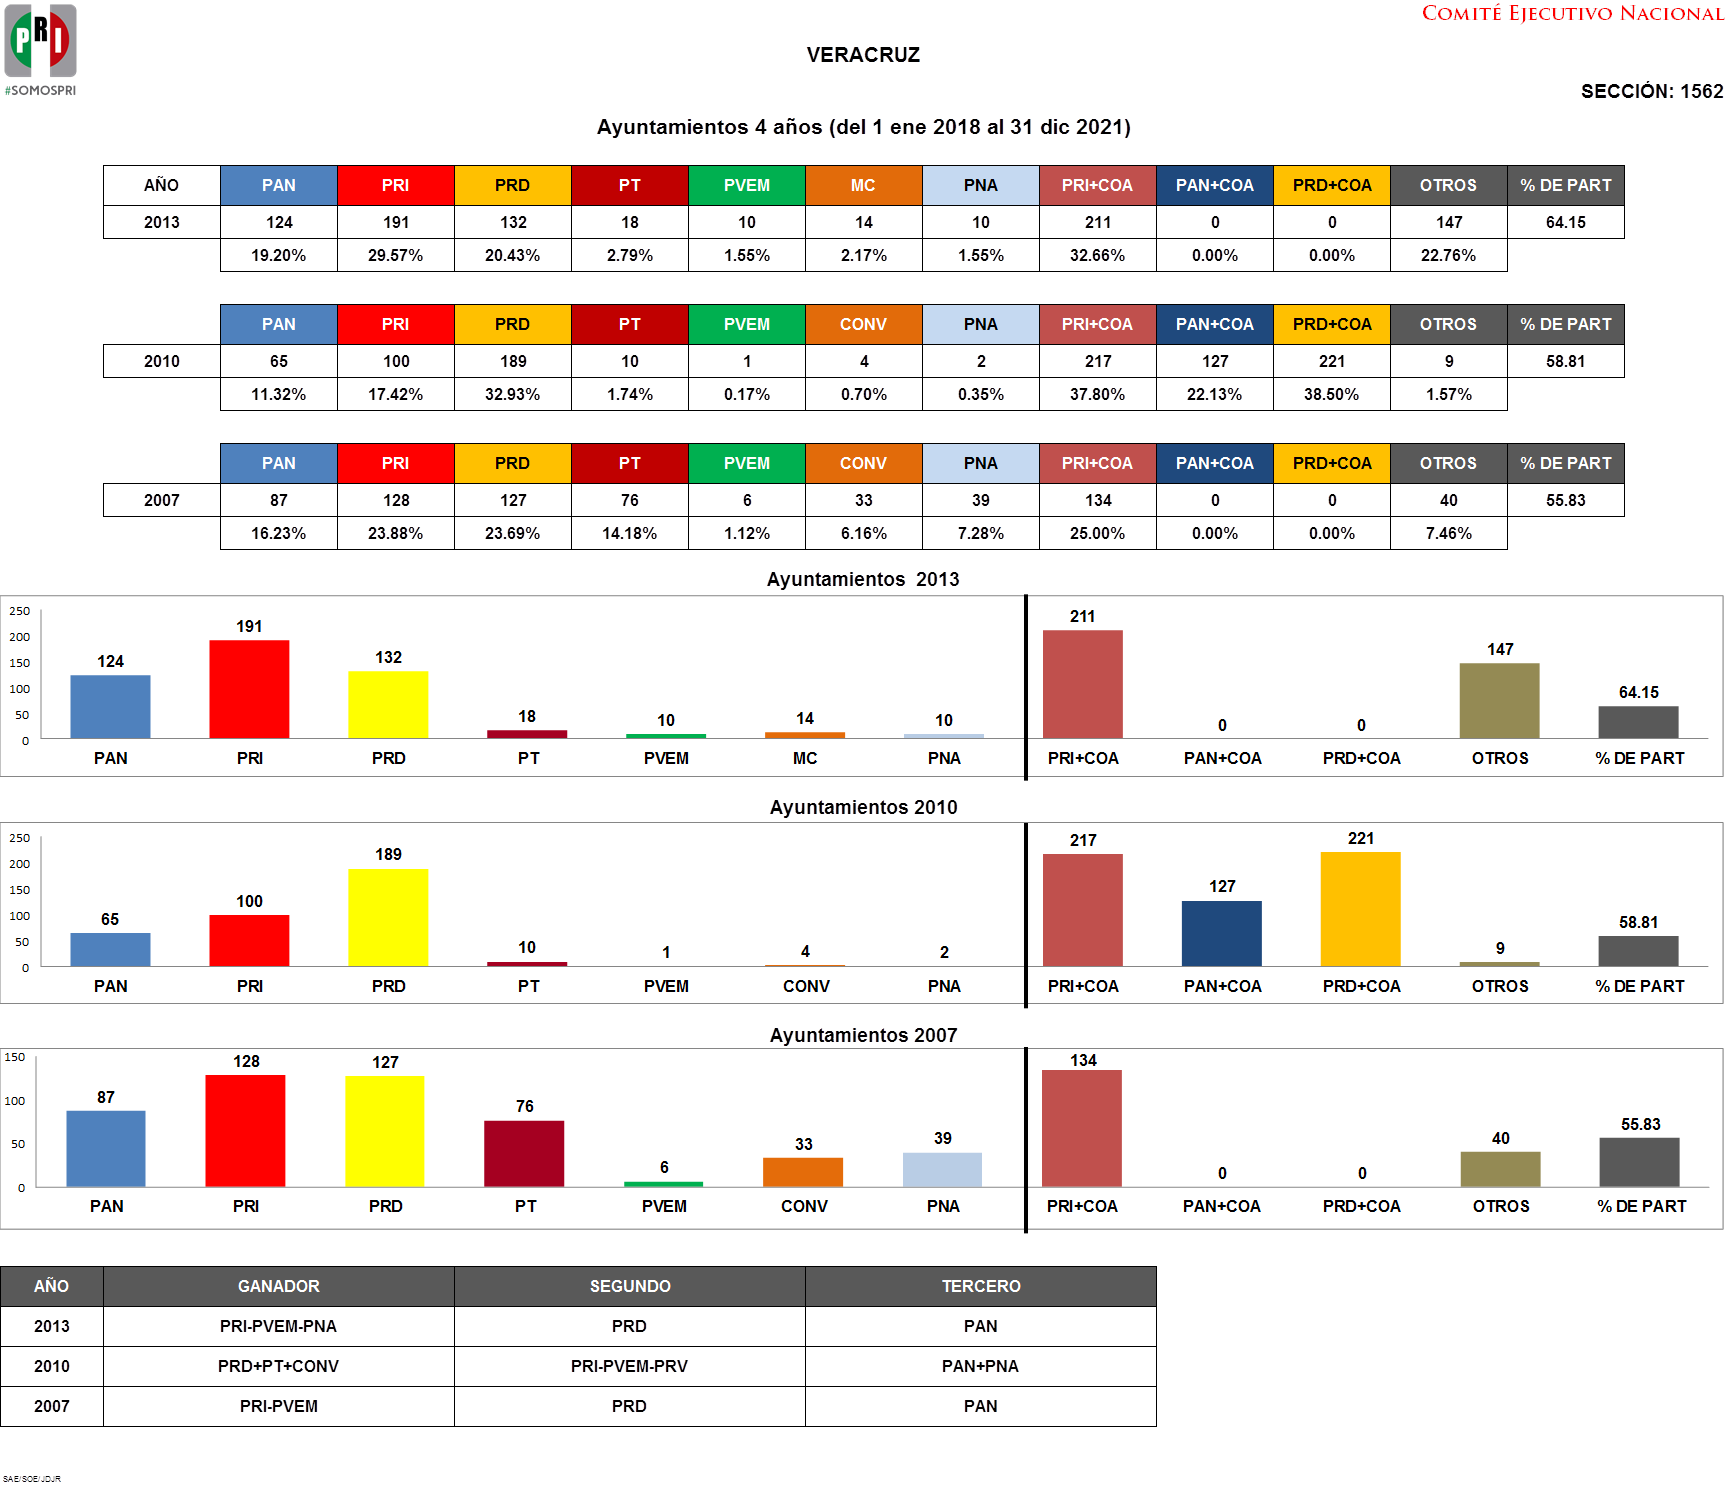 PRI
#SOMOSPRI
COMITÉ EJECUTIVO NACIONAL
VERACRUZ
SECCIÓN: 1562
Ayuntamientos 4 años (del 1 ene 2018 al 31 dic 2021)
AÑO PAN PRI PRD PT PVEM MC PNA PRI+COA PAN+COA PRD+COA OTROS % DE PART
2013 124 191 132 18 10 14 10 211 0 0 147 64.15
19.20% 29.57% 20.43% 2.79% 1.55% 2.17% 1.55% 32.66% 0.00% 0.00% 22.76%
PAN PRI PRD PT PVEM CONV PNA PRI+COA PAN+COA PRD+COA OTROS % DE PART
2010 65 100 189 10 1 4 2 217 127 221 9 58.81
11.32% 17.42% 32.93% 1.74% 0.17% 0.70% 0.35% 37.80% 22.13% 38.50% 1.57%
PAN PRI PRD PT PVEM CONV PNA PRI+COA PAN+COA PRD+COA OTROS % DE PART
2007 87 128 127 76 6 33 39 134 0 0 40 55.83
16.23% 23.88% 23.69% 14.18% 1.12% 6.16% 7.28% 25.00% 0.00% 0.00% 7.46%
Ayuntamientos 2013
250
200
150
100
50
0
124 191 132 18 10 14 10 211 0 0 147 64.15
PAN PRI PRD PT PVEM MC PNA PRI+COA PAN+COA PRD+COA OTROS % DE PART
Ayuntamientos 2010
250
200
150
100
50
0
65 100 189 10 1 4 2 217 127 221 9 58.81
PAN PRI PRD PT PVEM CONV PNA PRI+COA PAN+COA PRD+COA OTROS % DE PART
Ayuntamientos 2007
150
100
50
0
87 128 127 76 6 33 39 134 0 0 40 55.83
PAN PRI PRD PT PVEM CONV PNA PRI+COA PAN+COA PRD+COA OTROS % DE PART
AÑO GANADOR SEGUNDO TERCERO
2013 PRI-PVEM-PNA PRD PAN
2010 PRD+PT+CONV PRI-PVEM-PRV PAN+PNA
2007 PRI-PVEM PRD PAN
SAE/SOE/JDJR